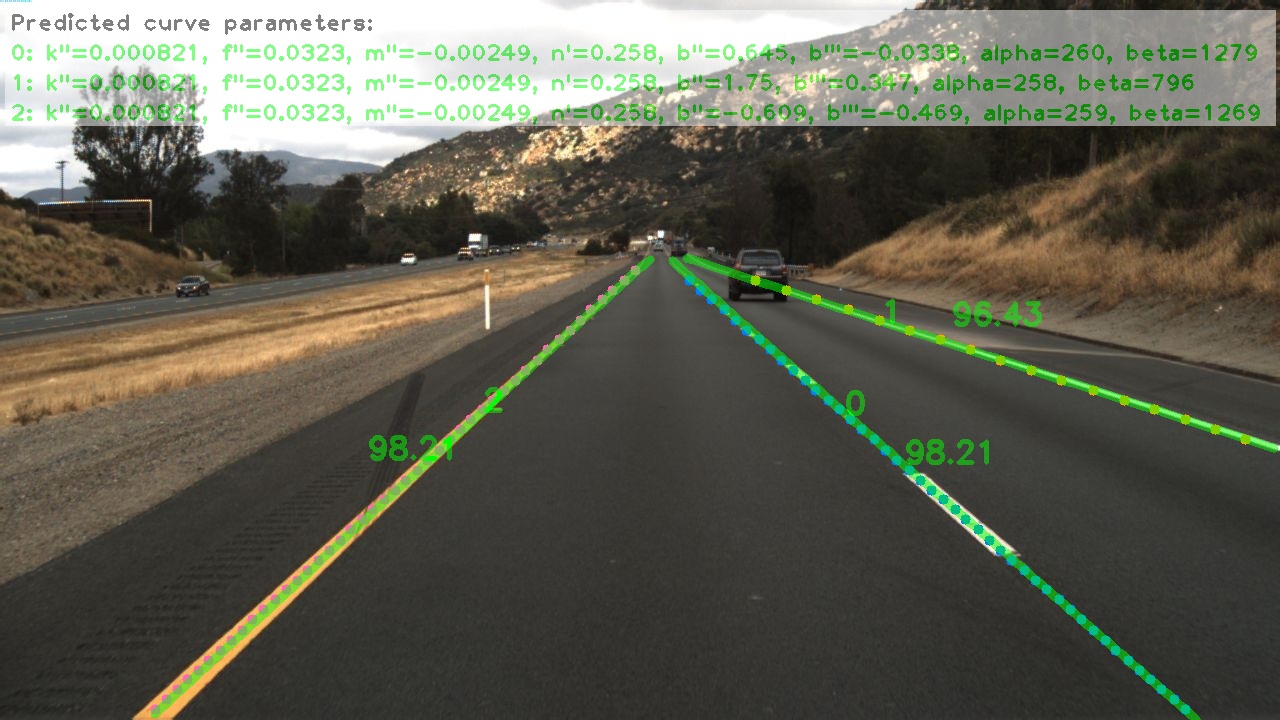 Predicted curve parameters:
0: k''=0.000821, f''=0.0323, m''=-0.00249, n'=0.258, b''=0.645, b'''=-0.0338, alpha=260, beta=1279
1: k''=0.000821, f''=0.0323, m''=-0.00249, n'=0.258, b''=1.75, b'''=0.347, alpha=258, beta=796
2: k''=0.000821, f''=0.0323, m''=-0.00249, n'=0.258, b''=-0.609, b'''=-0.469, alpha=259, beta=1269
1 96.43
2 0
98.21 98.21